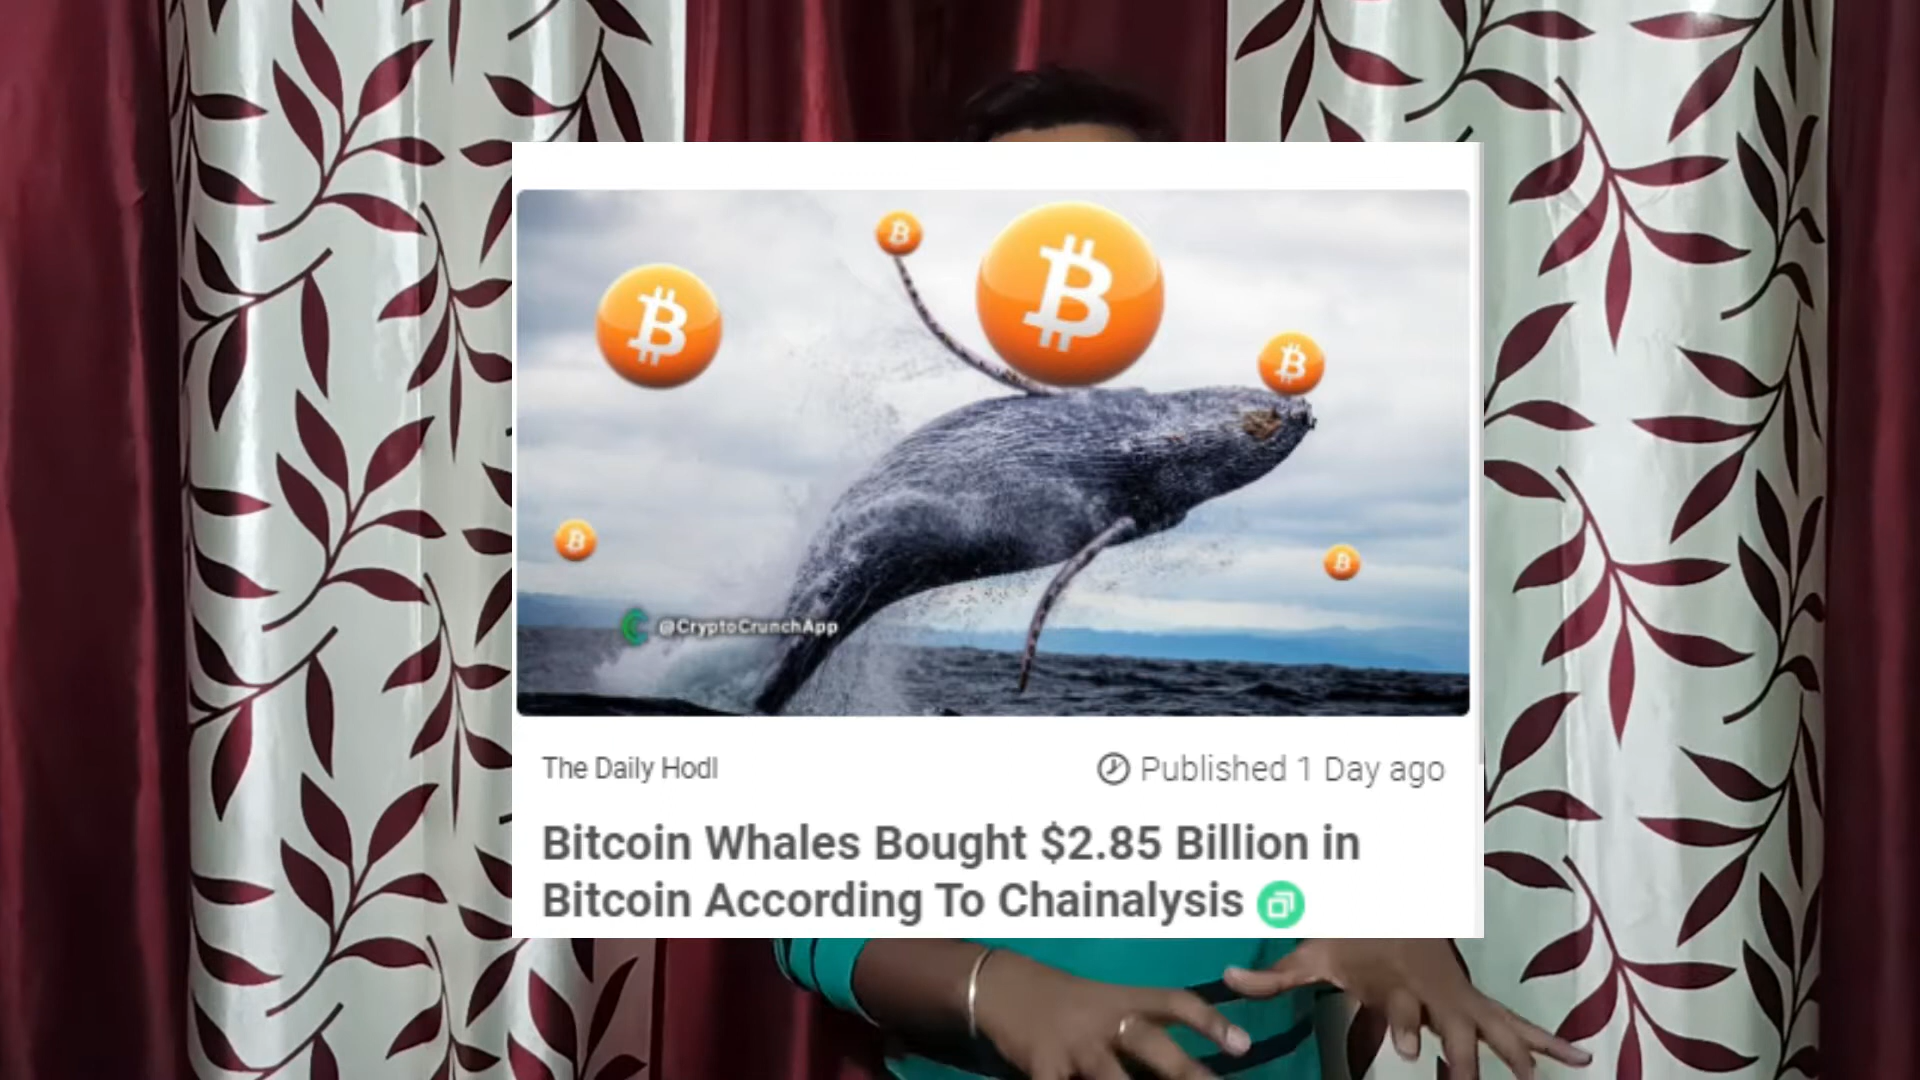 @CryptoCrunchApp
The Daily Hodl
Published 1 Day ago
Bitcoin Whales Bought $2.85 Billion in
Bitcoin According To Chainalysis